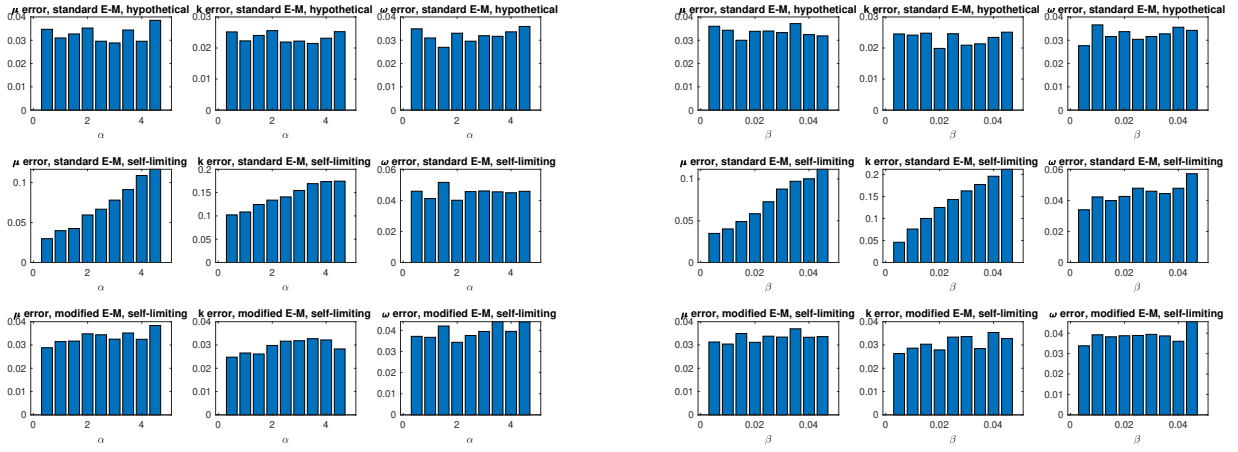 μ error, standard E-M, hypothetical
0.04
0.03
0.02
0.01
0
0 2 4
α
k error, standard E-M, hypothetical
0.03
0.02
0.01
0
0 2 4
α
ω error, standard E-M, hypothetical
0.04
0.03
0.02
0.01
0
0 2 4
α
μ error, standard E-M, hypothetical
0.04
0.03
0.02
0.01
0
0 0.02 0.04
β
k error, standard E-M, hypothetical
0.03
0.02
0.01
0
0 0.02 0.04
β
ω error, standard E-M, hypothetical
0.04
0.03
0.02
0.01
0
0 0.02 0.04
β
μ error, standard E-M, self-limiting
0.1
0.05
0
0 2 4
α
k error, standard E-M, self-limiting
0.2
0.15
0.1
0.05
0
0 2 4
α
ω error, standard E-M, self-limiting
0.06
0.04
0.02
0
0 2 4
α
μ error, standard E-M, self-limiting
0.1
0.05
0
0 0.02 0.04
β
k error, standard E-M, self-limiting
0.2
0.15
0.1
0.05
0
0 0.02 0.04
β
ω error, standard E-M, self-limiting
0.06
0.04
0.02
0
0 0.02 0.04
β
μ error, modified E-M, self-limiting
0.04
0.03
0.02
0.01
0
0 2 4
α
k error, modified E-M, self-limiting
0.04
0.03
0.02
0.01
0
0 2 4
α
ω error, modified E-M, self-limiting
0.04
0.03
0.02
0.01
0
0 2 4
α
μ error, modified E-M, self-limiting
0.04
0.03
0.02
0.01
0
0 0.02 0.04
β
k error, modified E-M, self-limiting
0.04
0.03
0.02
0.01
0
0 0.02 0.04
β
ω error, modified E-M, self-limiting
0.04
0.03
0.02
0.01
0
0 0.02 0.04
β